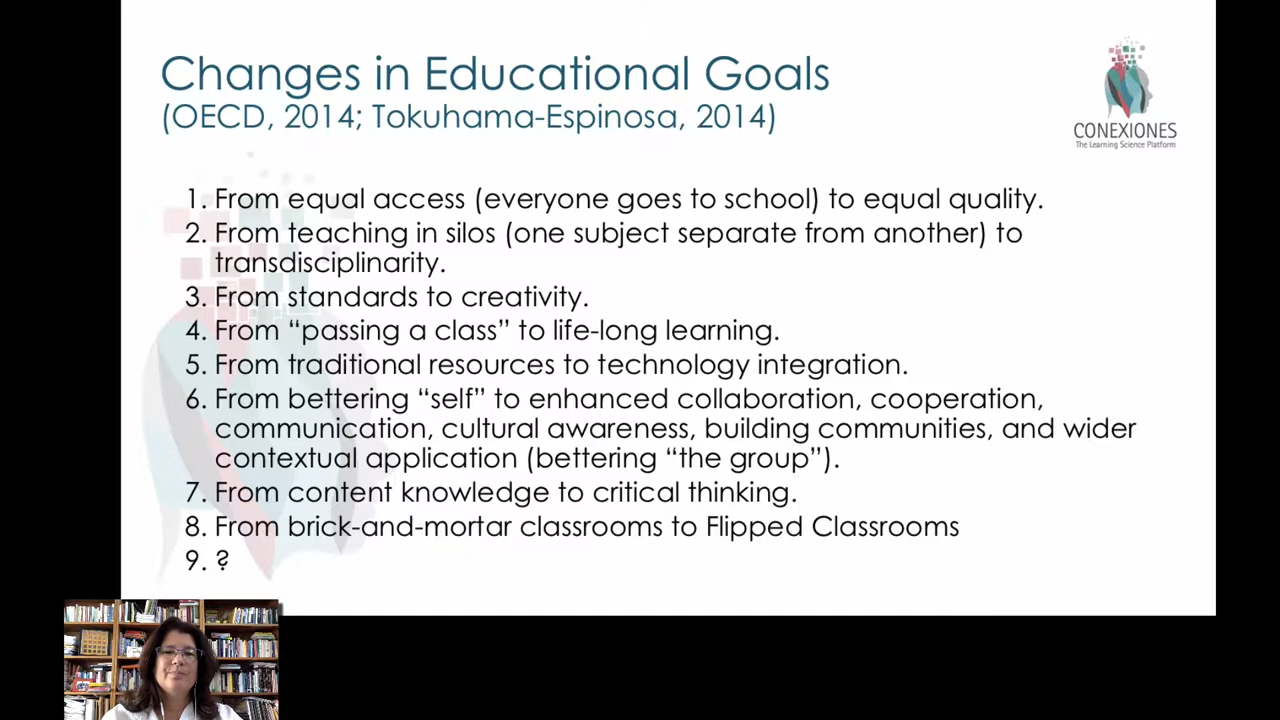 Changes in Educational Goals
(OECD, 2014; Tokuhama-Espinosa, 2014)
CONEXIONES
The Learning Science Platform
1. From equal access (everyone goes to school) to equal quality.
2. From teaching in silos (one subject separate from another) to
transdisciplinarity.
3. From standards to creativity.
4. From “passing a class” to life-long learning.
5. From traditional resources to technology integration.
6. From bettering “self” to enhanced collaboration, cooperation,
communication, cultural awareness, building communities, and wider
contextual application (bettering “the group”).
7. From content knowledge to critical thinking.
8. From brick-and-mortar classrooms to Flipped Classrooms
9. ?